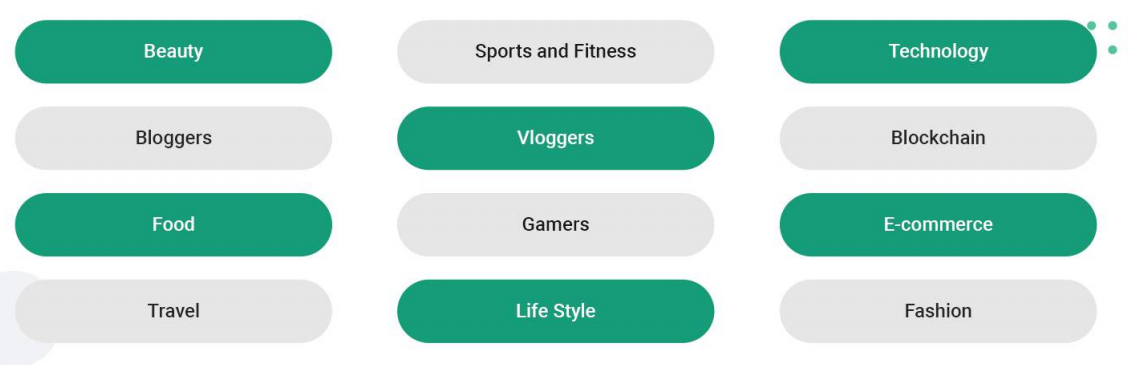 Beauty
Sports and Fitness
Technology
Bloggers
Vloggers
Blockchain
Food
Gamers
E-commerce
Travel
Life Style
Fashion